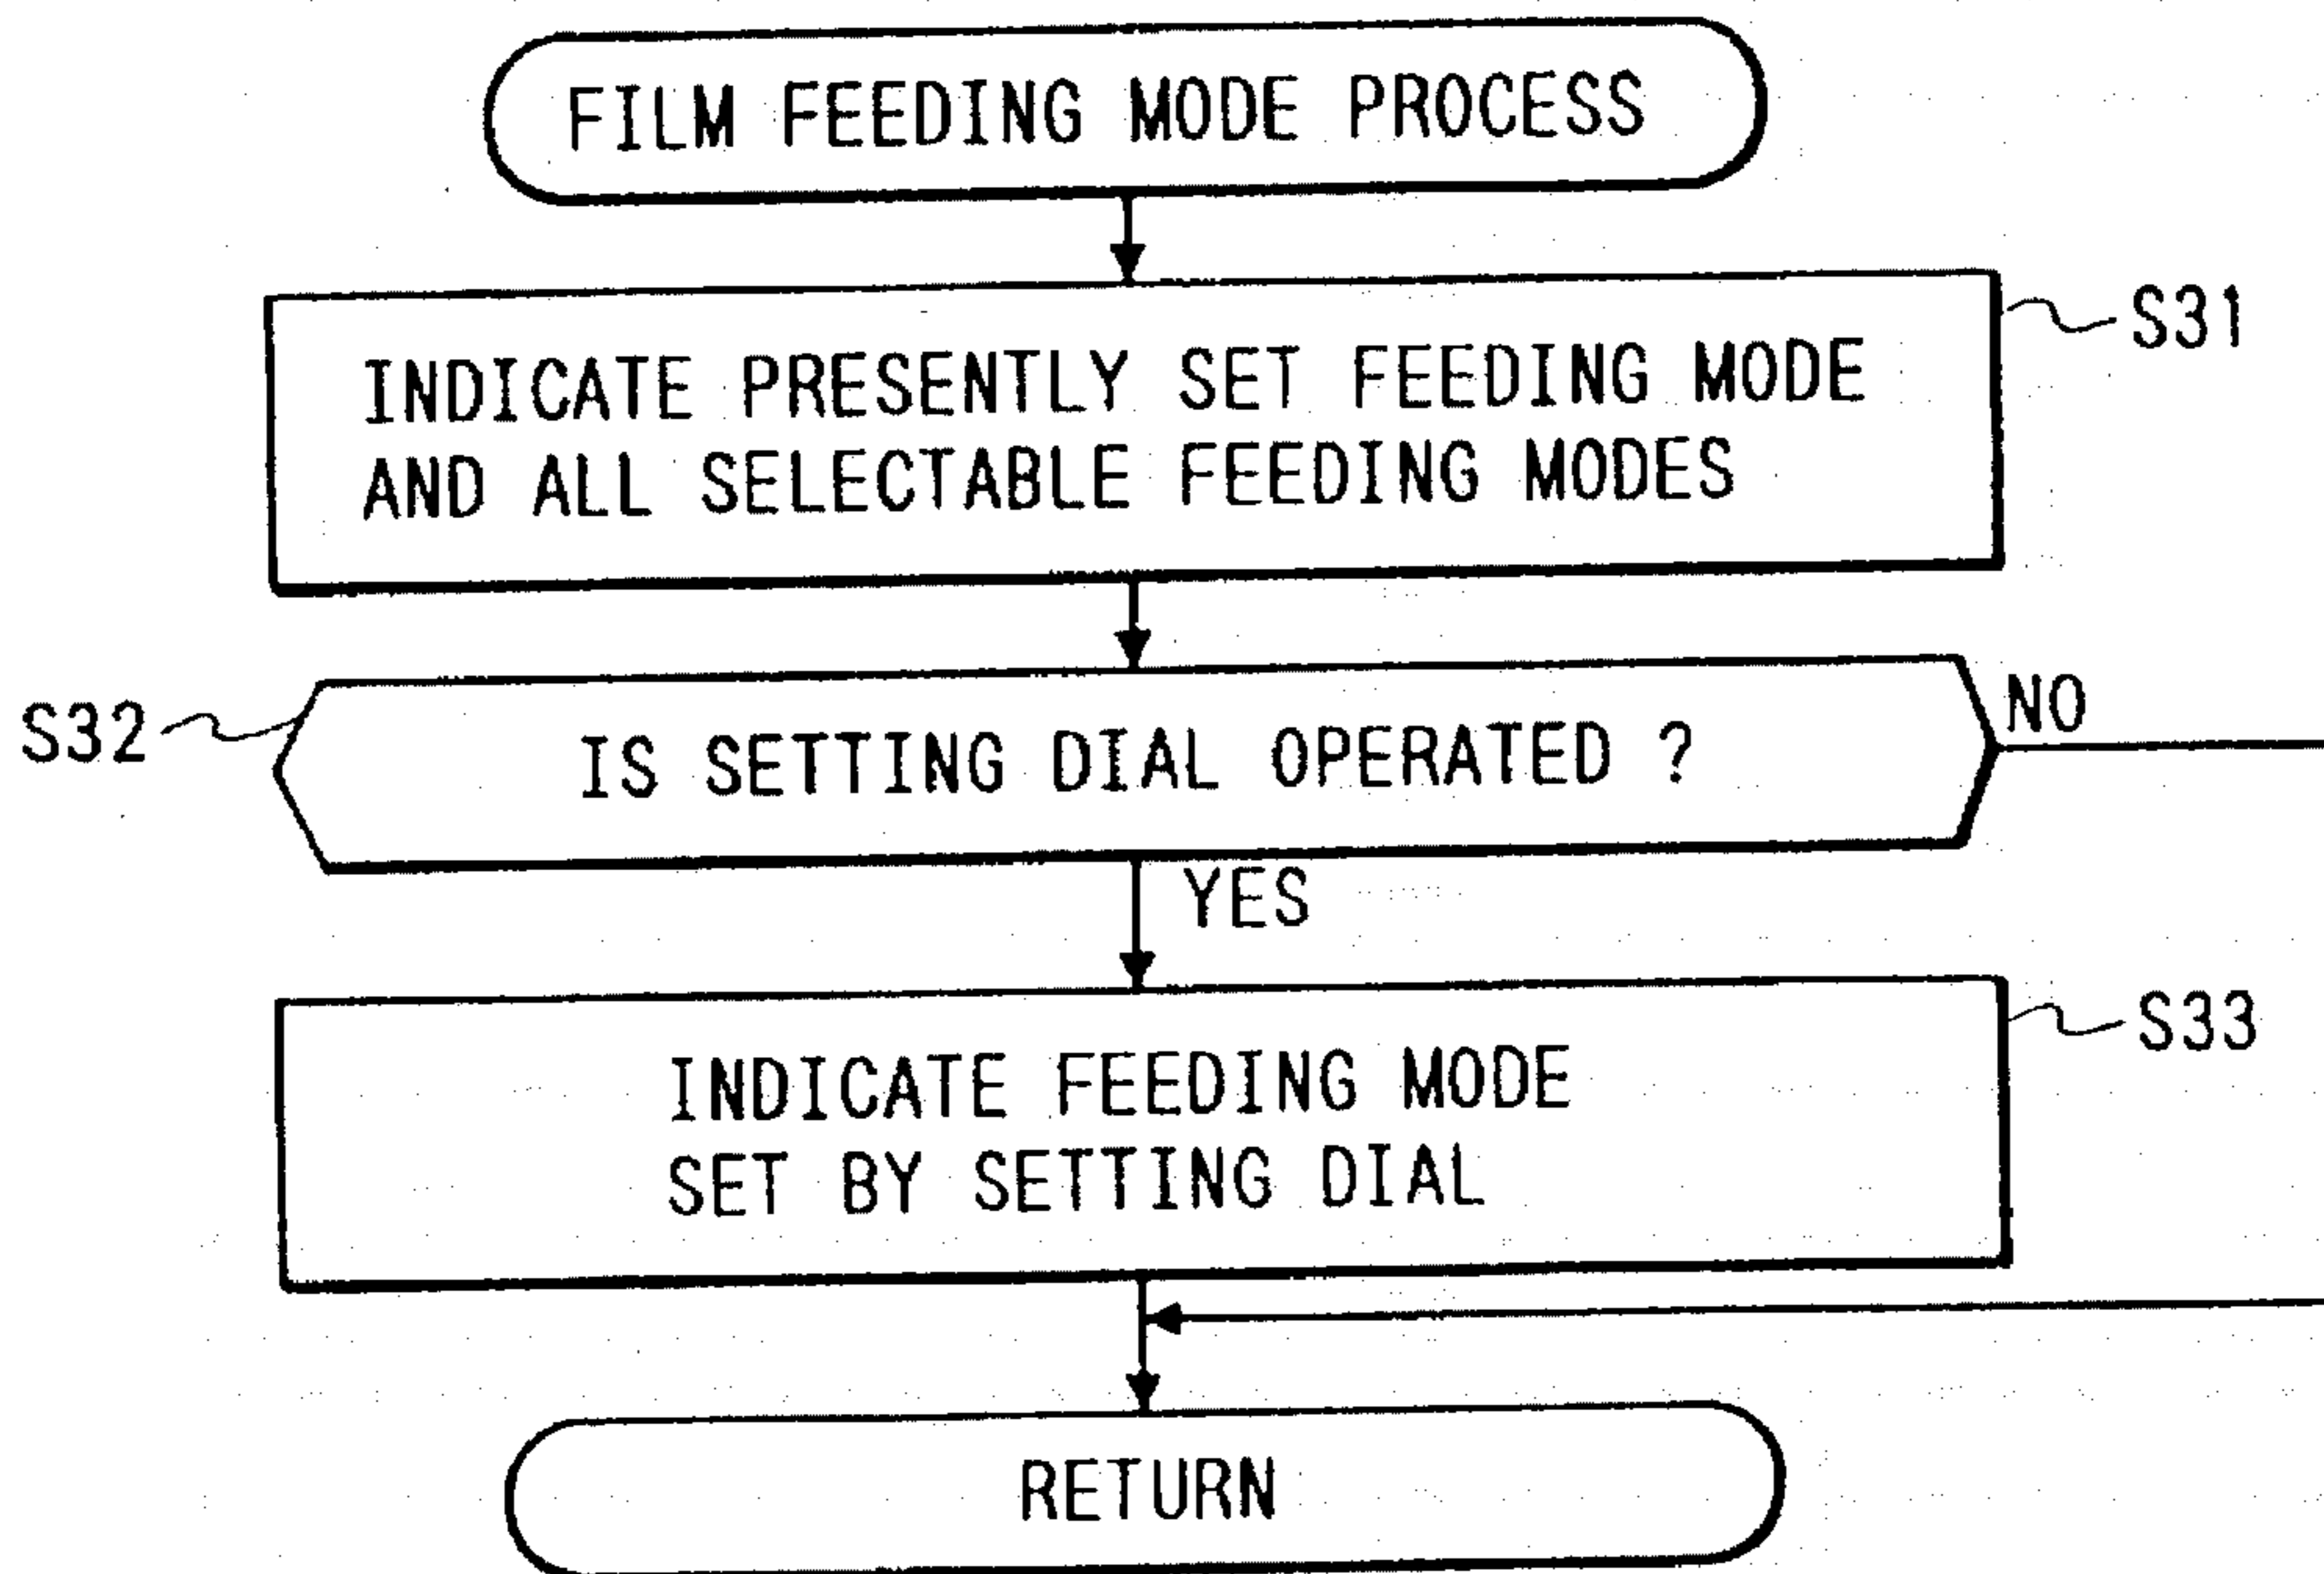 FILM FEEDING MODE PROCESS
S31
INDICATE PRESENTLY SET FEEDING MODE
AND ALL SELECTABLE FEEDING MODES
S32
IS SETTING DIAL OPERATED ?
NO
YES
S33
INDICATE FEEDING MODE
SET BY SETTING DIAL
RETURN